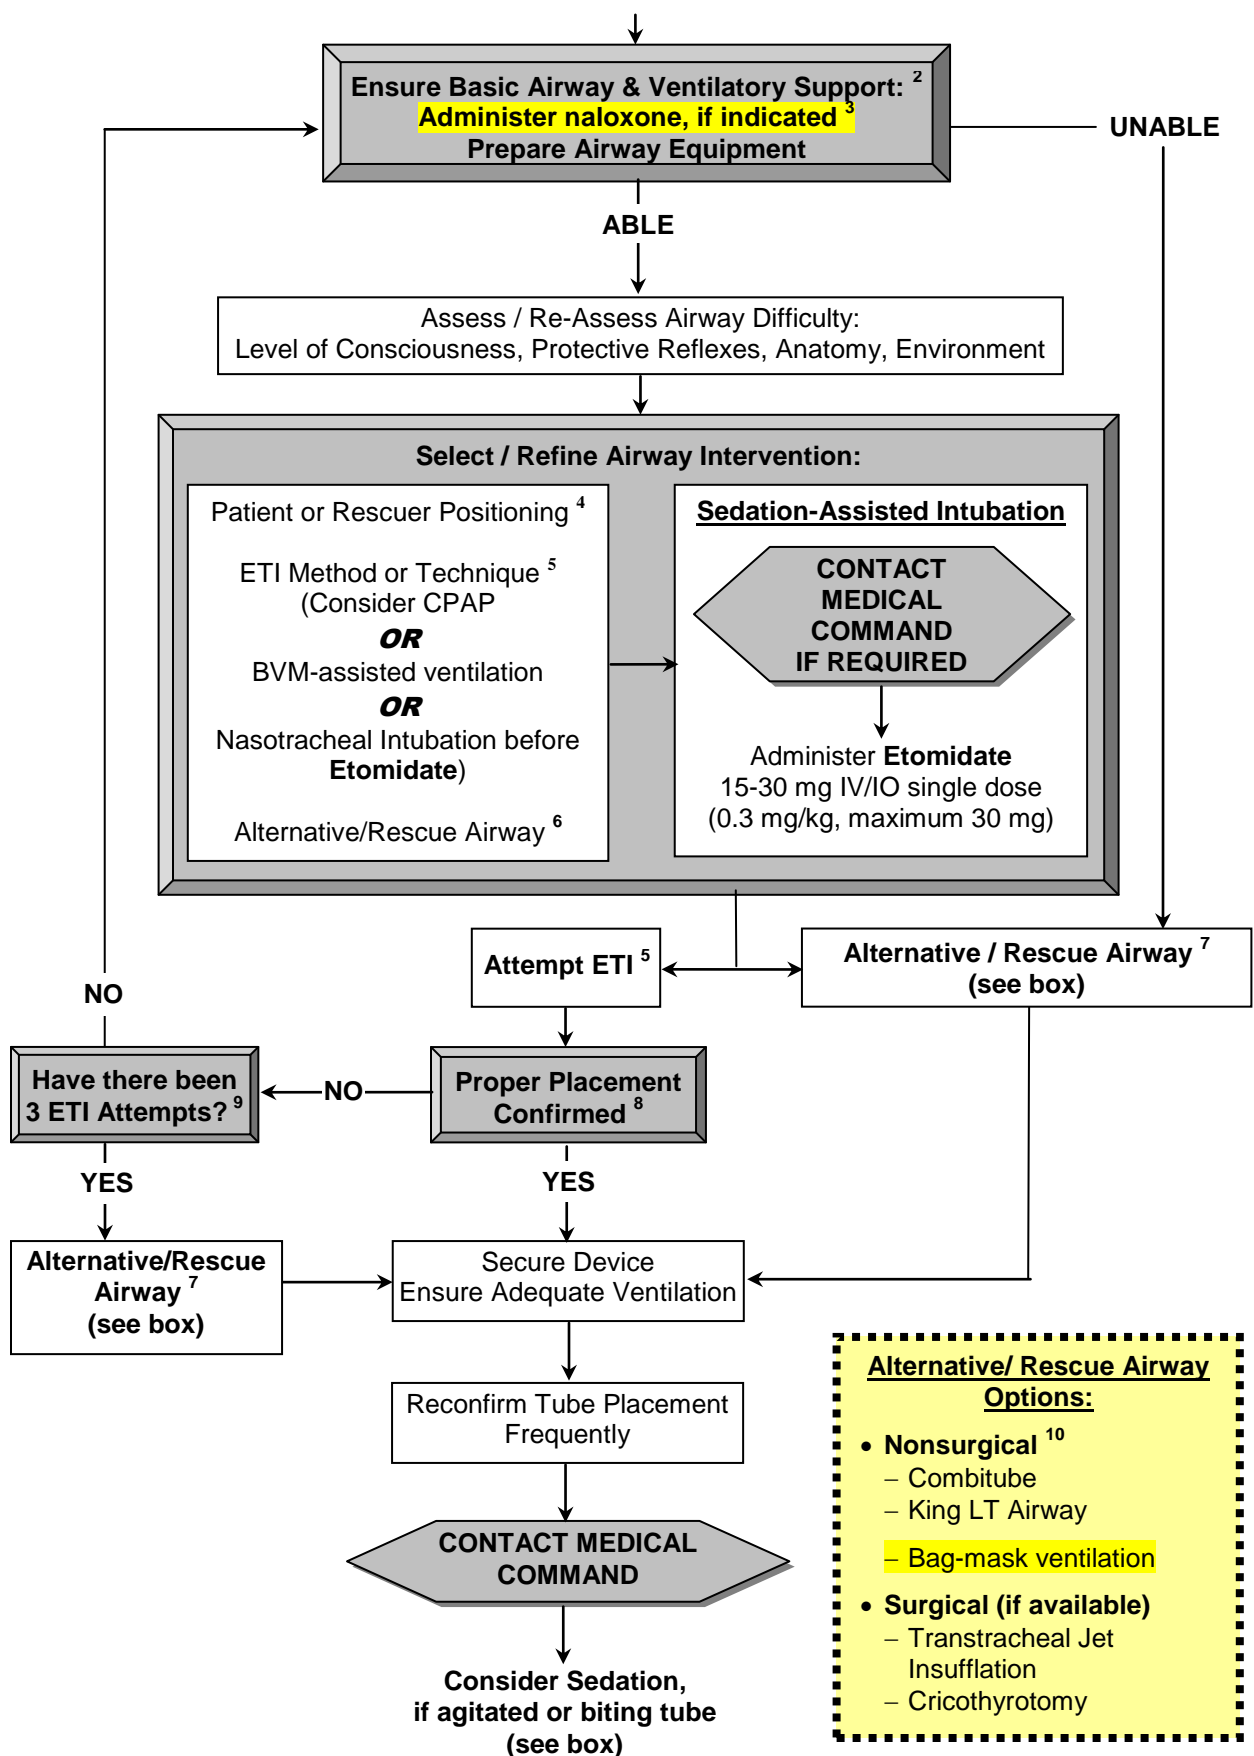 Ensure Basic Airway & Ventilatory Support: 2
Administer naloxone, if indicated 3
Prepare Airway Equipment
UNABLE
ABLE
Assess / Re-Assess Airway Difficulty:
Level of Consciousness, Protective Reflexes, Anatomy, Environment
Select / Refine Airway Intervention:
Patient or Rescuer Positioning 4
ETI Method or Technique 5
(Consider CPAP
OR
BVM-assisted ventilation
OR
Nasotracheal Intubation before
Etomidate)
Alternative/Rescue Airway 6
Sedation-Assisted Intubation
CONTACT
MEDICAL
COMMAND
IF REQUIRED
Administer Etomidate
15-30 mg IV/IO single dose
(0.3 mg/kg, maximum 30 mg)
Attempt ETI 5
Alternative / Rescue Airway 7
(see box)
NO
Have there been
3 ETI Attempts? 9
NO
Proper Placement
Confirmed 8
YES
YES
Alternative/Rescue
Airway 7
(see box)
Secure Device
Ensure Adequate Ventilation
Reconfirm Tube Placement
Frequently
CONTACT MEDICAL
COMMAND
Consider Sedation,
if agitated or biting tube
(see box)
Alternative/ Rescue Airway
Options:
• Nonsurgical 10
– Combitube
– King LT Airway
– Bag-mask ventilation
• Surgical (if available)
– Transtracheal Jet
Insufflation
– Cricothyrotomy